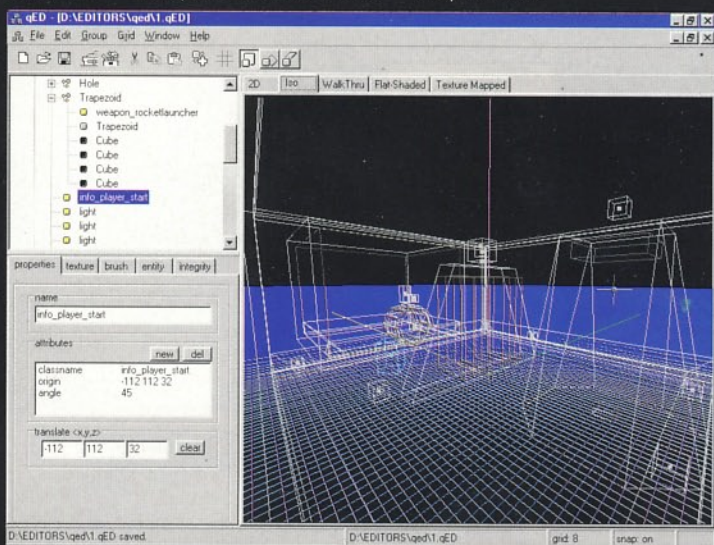 qED - [D:\EDITORS\qed\1.qED]
File Edit Group Grid Window Help
Hole
Trapezoid
weapon_rocketlauncher
Trapezoid
Cube
Cube
Cube
Cube
info_player_start
light
light
light
properties texture brush entity integrity
name
info_player_start
attributes
new del
classname info_player_start
origin -112 112 32
angle 45
translate <x,y,z>
-112 112 32 clear
2D Iso WalkThru Flat-Shaded Texture Mapped
D:\EDITORS\qed\1.qED saved. D:\EDITORS\qed\1.qED grid: 8 snap: on